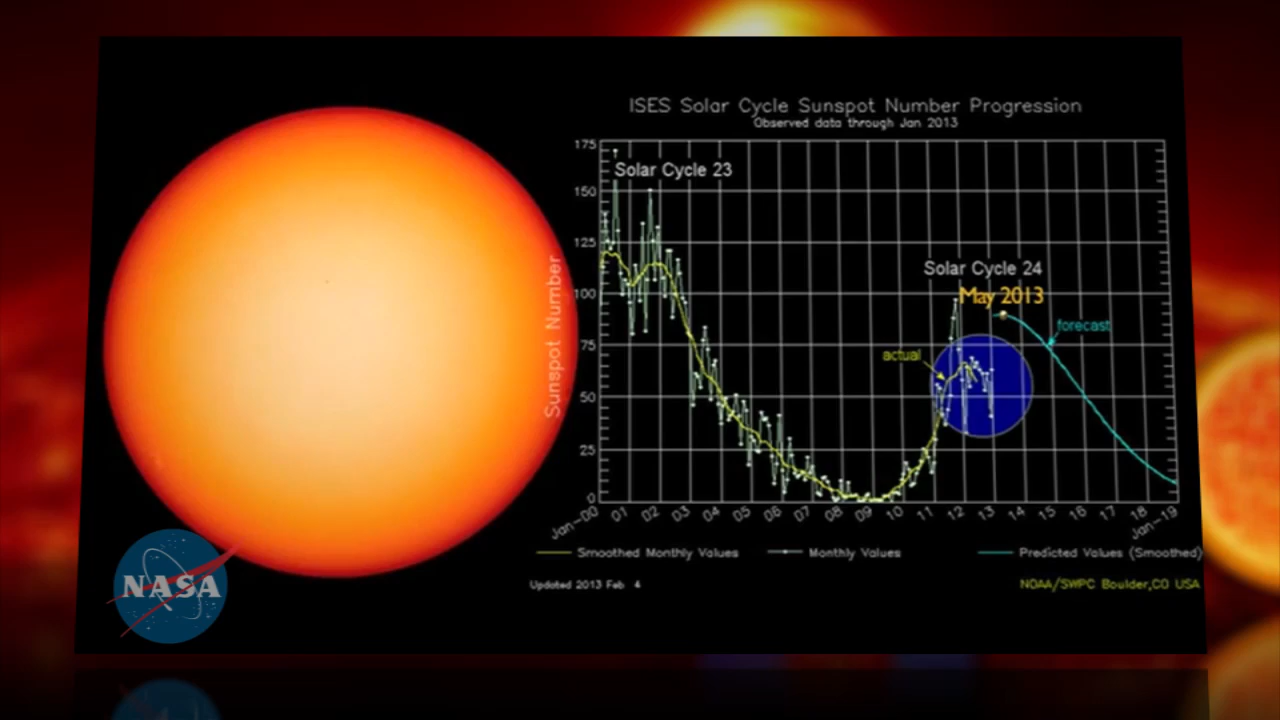 ISES Solar Cycle Sunspot Number Progression
Observed data through Jan 2013
175
150
125
100
75
50
25
0
Sunspot Number
Solar Cycle 23
Solar Cycle 24
May 2013
forecast
actual
Jan-00 01 02 03 04 05 06 07 08 09 10 11 12 13 14 15 16 17 18 Jan-19
Smoothed Monthly Values
Monthly Values
Predicted Values (Smoothed)
Updated 2013 Feb 4
NOAA/SWPC Boulder,CO USA
NASA